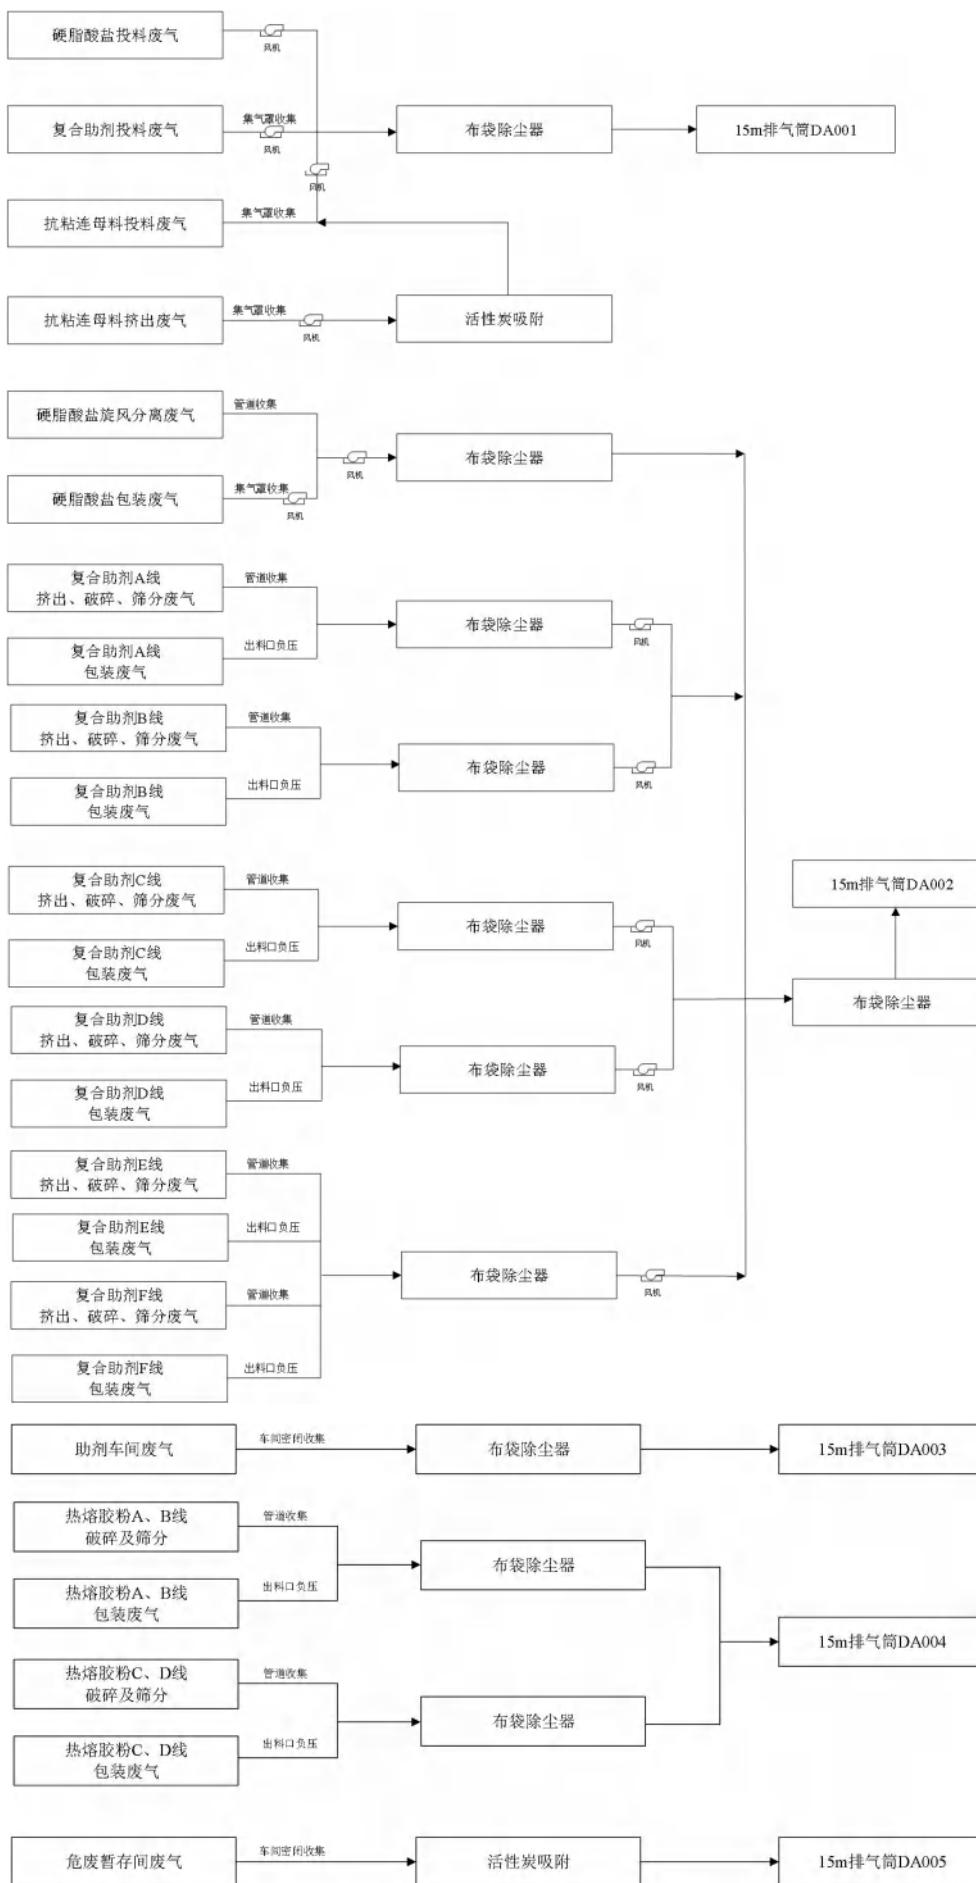 硬脂酸盐投料废气
风机
复合助剂投料废气
集气罩收集
风机
布袋除尘器
15m排气筒DA001
风机
抗粘连母料投料废气
集气罩收集
抗粘连母料挤出废气
集气罩收集
风机
活性炭吸附
硬脂酸盐旋风分离废气
管道收集
风机
布袋除尘器
硬脂酸盐包装废气
集气罩收集
风机
复合助剂A线
挤出、破碎、筛分废气
管道收集
布袋除尘器
风机
复合助剂A线
包装废气
出料口负压
复合助剂B线
挤出、破碎、筛分废气
管道收集
布袋除尘器
风机
复合助剂B线
包装废气
出料口负压
复合助剂C线
挤出、破碎、筛分废气
管道收集
15m排气筒DA002
布袋除尘器
风机
复合助剂C线
包装废气
出料口负压
布袋除尘器
复合助剂D线
挤出、破碎、筛分废气
管道收集
布袋除尘器
风机
复合助剂D线
包装废气
出料口负压
复合助剂E线
挤出、破碎、筛分废气
管道收集
复合助剂E线
包装废气
出料口负压
布袋除尘器
风机
复合助剂F线
挤出、破碎、筛分废气
管道收集
复合助剂F线
包装废气
出料口负压
助剂车间废气
车间密闭收集
布袋除尘器
15m排气筒DA003
热熔胶粉A、B线
破碎及筛分
管道收集
布袋除尘器
热熔胶粉A、B线
包装废气
出料口负压
15m排气筒DA004
热熔胶粉C、D线
破碎及筛分
管道收集
布袋除尘器
热熔胶粉C、D线
包装废气
出料口负压
危废暂存间废气
车间密闭收集
活性炭吸附
15m排气筒DA005